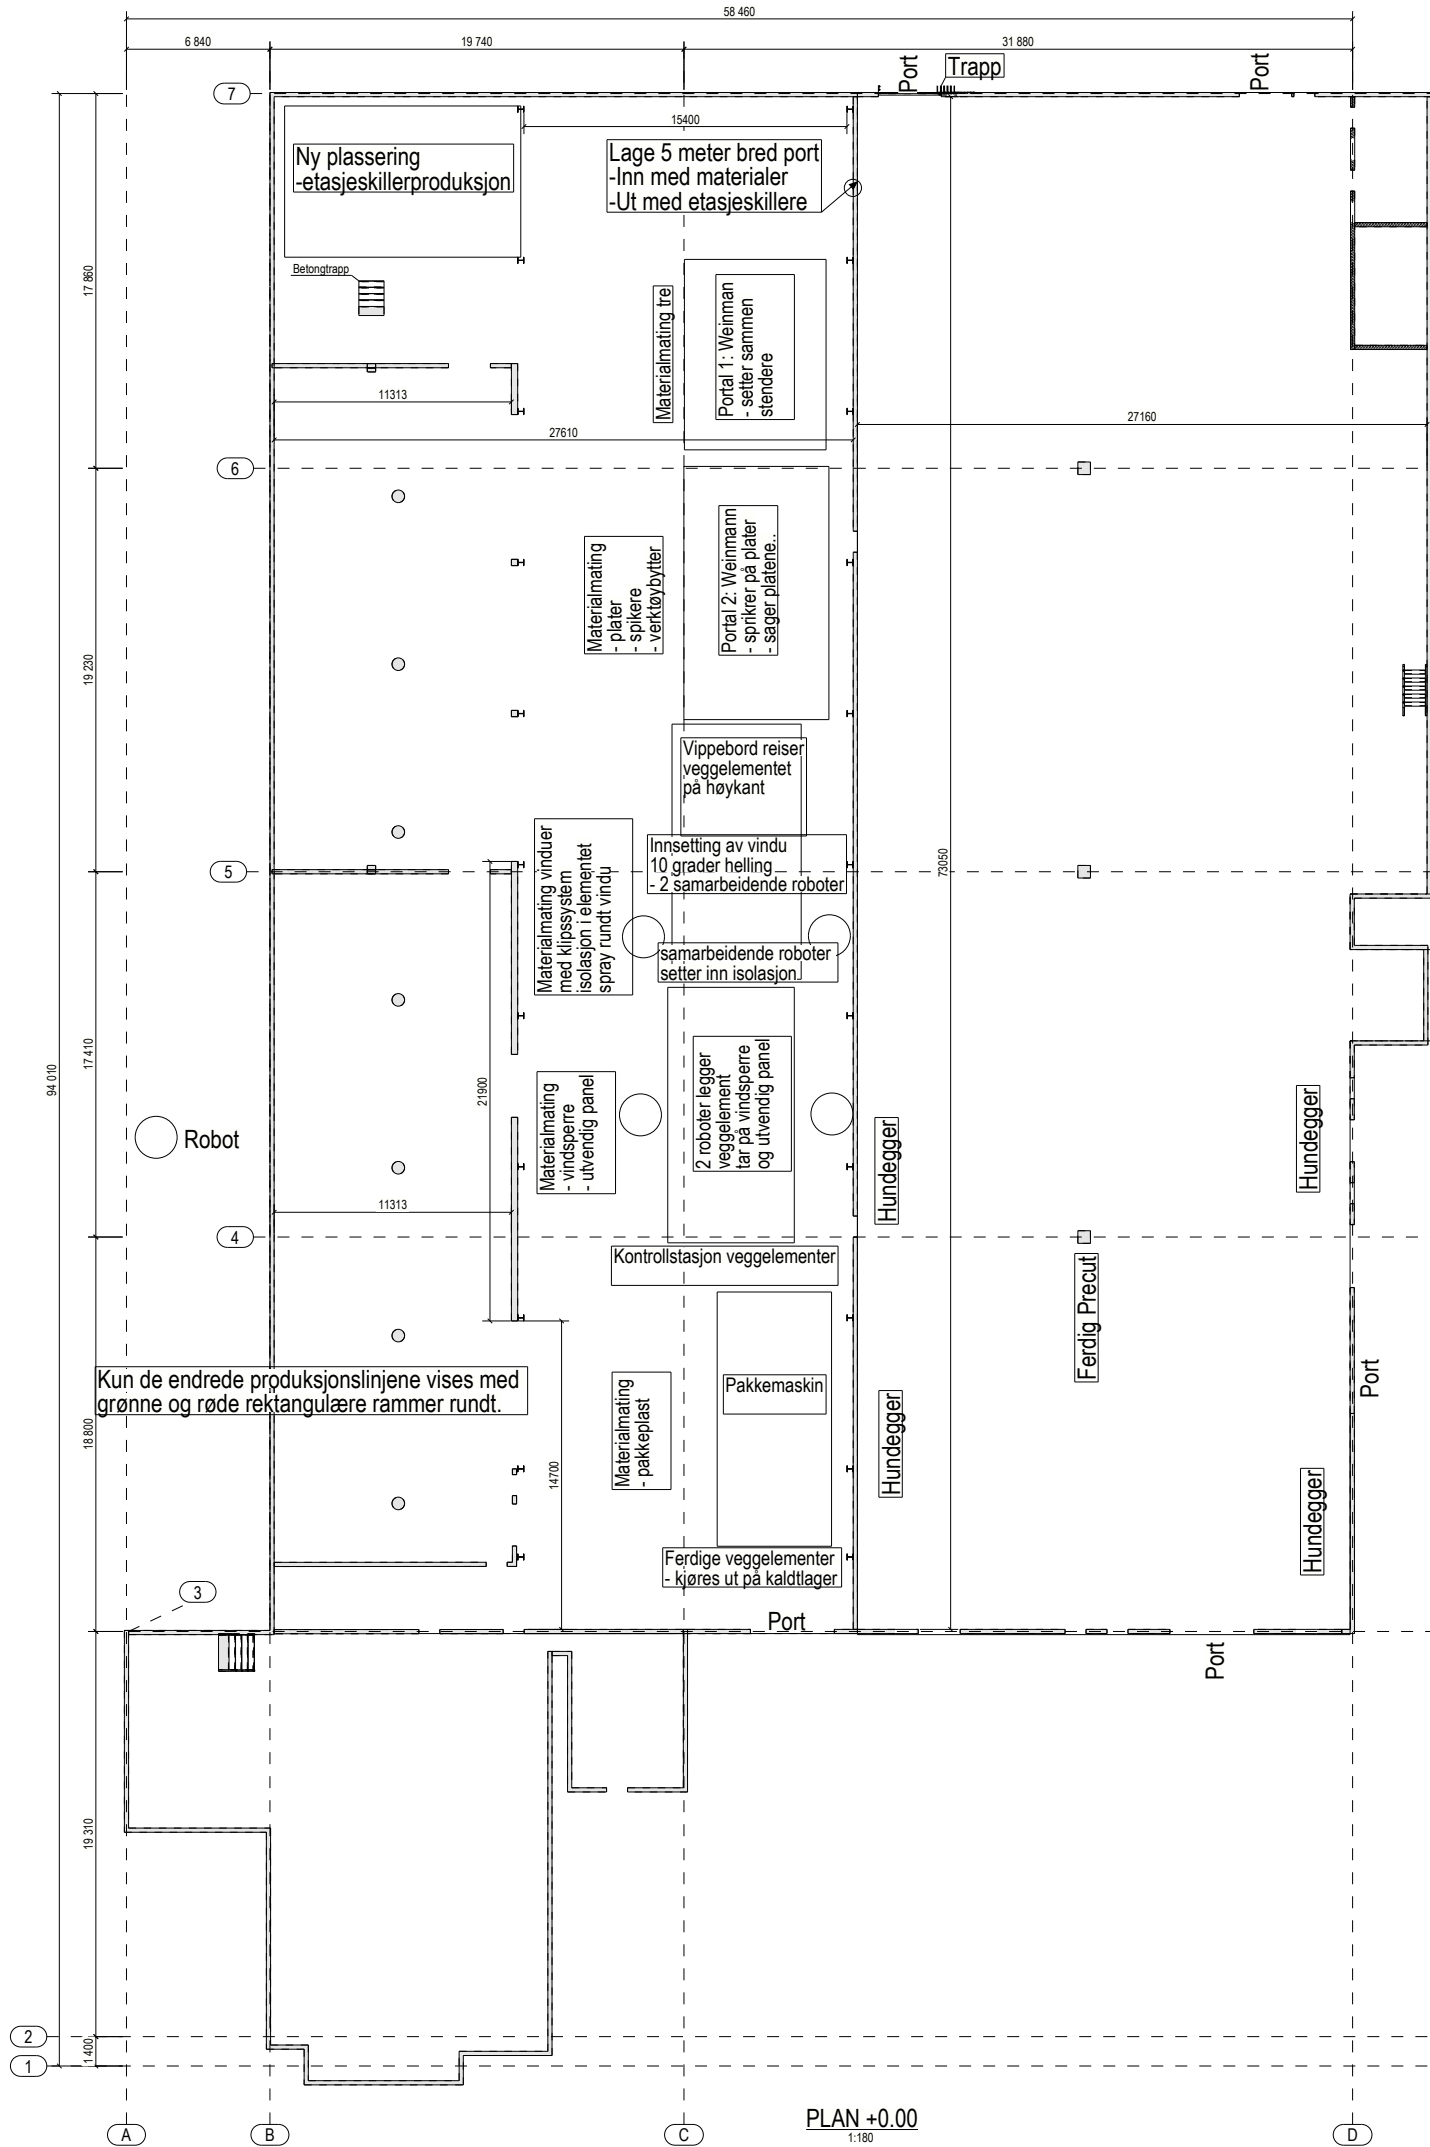 58 460
6 840
19 740
31 880
7
Port
Trapp
Port
15400
Ny plassering
-etasjeskillerproduksjon
Lage 5 meter bred port
-Inn med materialer
-Ut med etasjeskillere
17 860
Betongtrapp
Materialmating tre
Portal 1: Weinman
- setter sammen
stendere
11313
27610
27160
6
Materialmating
- plater
- spikere
- verktøybytter
Portal 2: Weinmann
- sprikrer på plater
- sager platene..
19 230
Vippebord reiser
veggelementet
på høykant
Materialmating vinduer
med klipssystem
isolasjon i elementet
spray rundt vindu
Innsetting av vindu
10 grader helling
- 2 samarbeidende roboter
5
73050
samarbeidende roboter
setter inn isolasjon.
17 410
94 010
21900
Robot
Materialmating
- vindsperre
- utvendig panel
2 roboter legger
veggelement
tar på vindsperre
og utvendig panel
Hundegger
Hundegger
11313
4
Kontrollstasjon veggelementer
Ferdig Precut
Port
Kun de endrede produksjonslinjene vises med
grønne og røde rektangulære rammer rundt.
18 800
Materialmating
- pakkeplast
Pakkemaskin
14700
Hundegger
Hundegger
Ferdige veggelementer
- kjøres ut på kaldtlager
3
Port
Port
19 310
2
1 400
1
A
B
C
D
PLAN +0.00
1:180